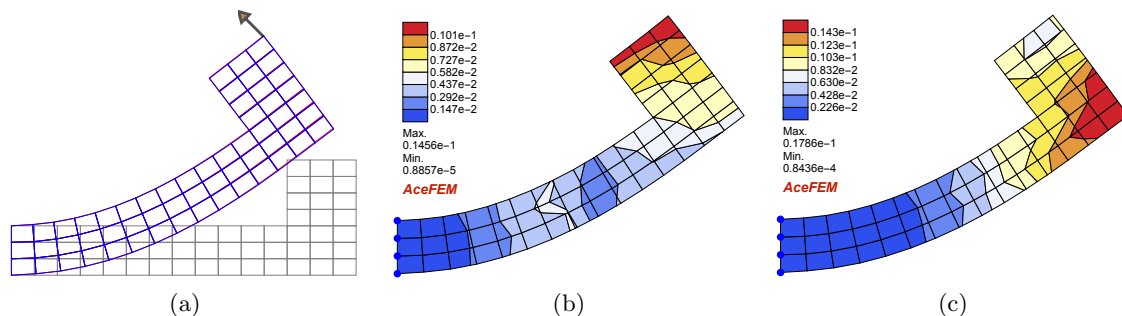 0.101e-1
0.872e-2
0.727e-2
0.582e-2
0.437e-2
0.292e-2
0.147e-2
Max.
0.1456e-1
Min.
0.8857e-5
AceFEM
0.143e-1
0.123e-1
0.103e-1
0.832e-2
0.630e-2
0.428e-2
0.226e-2
Max.
0.1786e-1
Min.
0.8436e-4
AceFEM
(a)
(b)
(c)